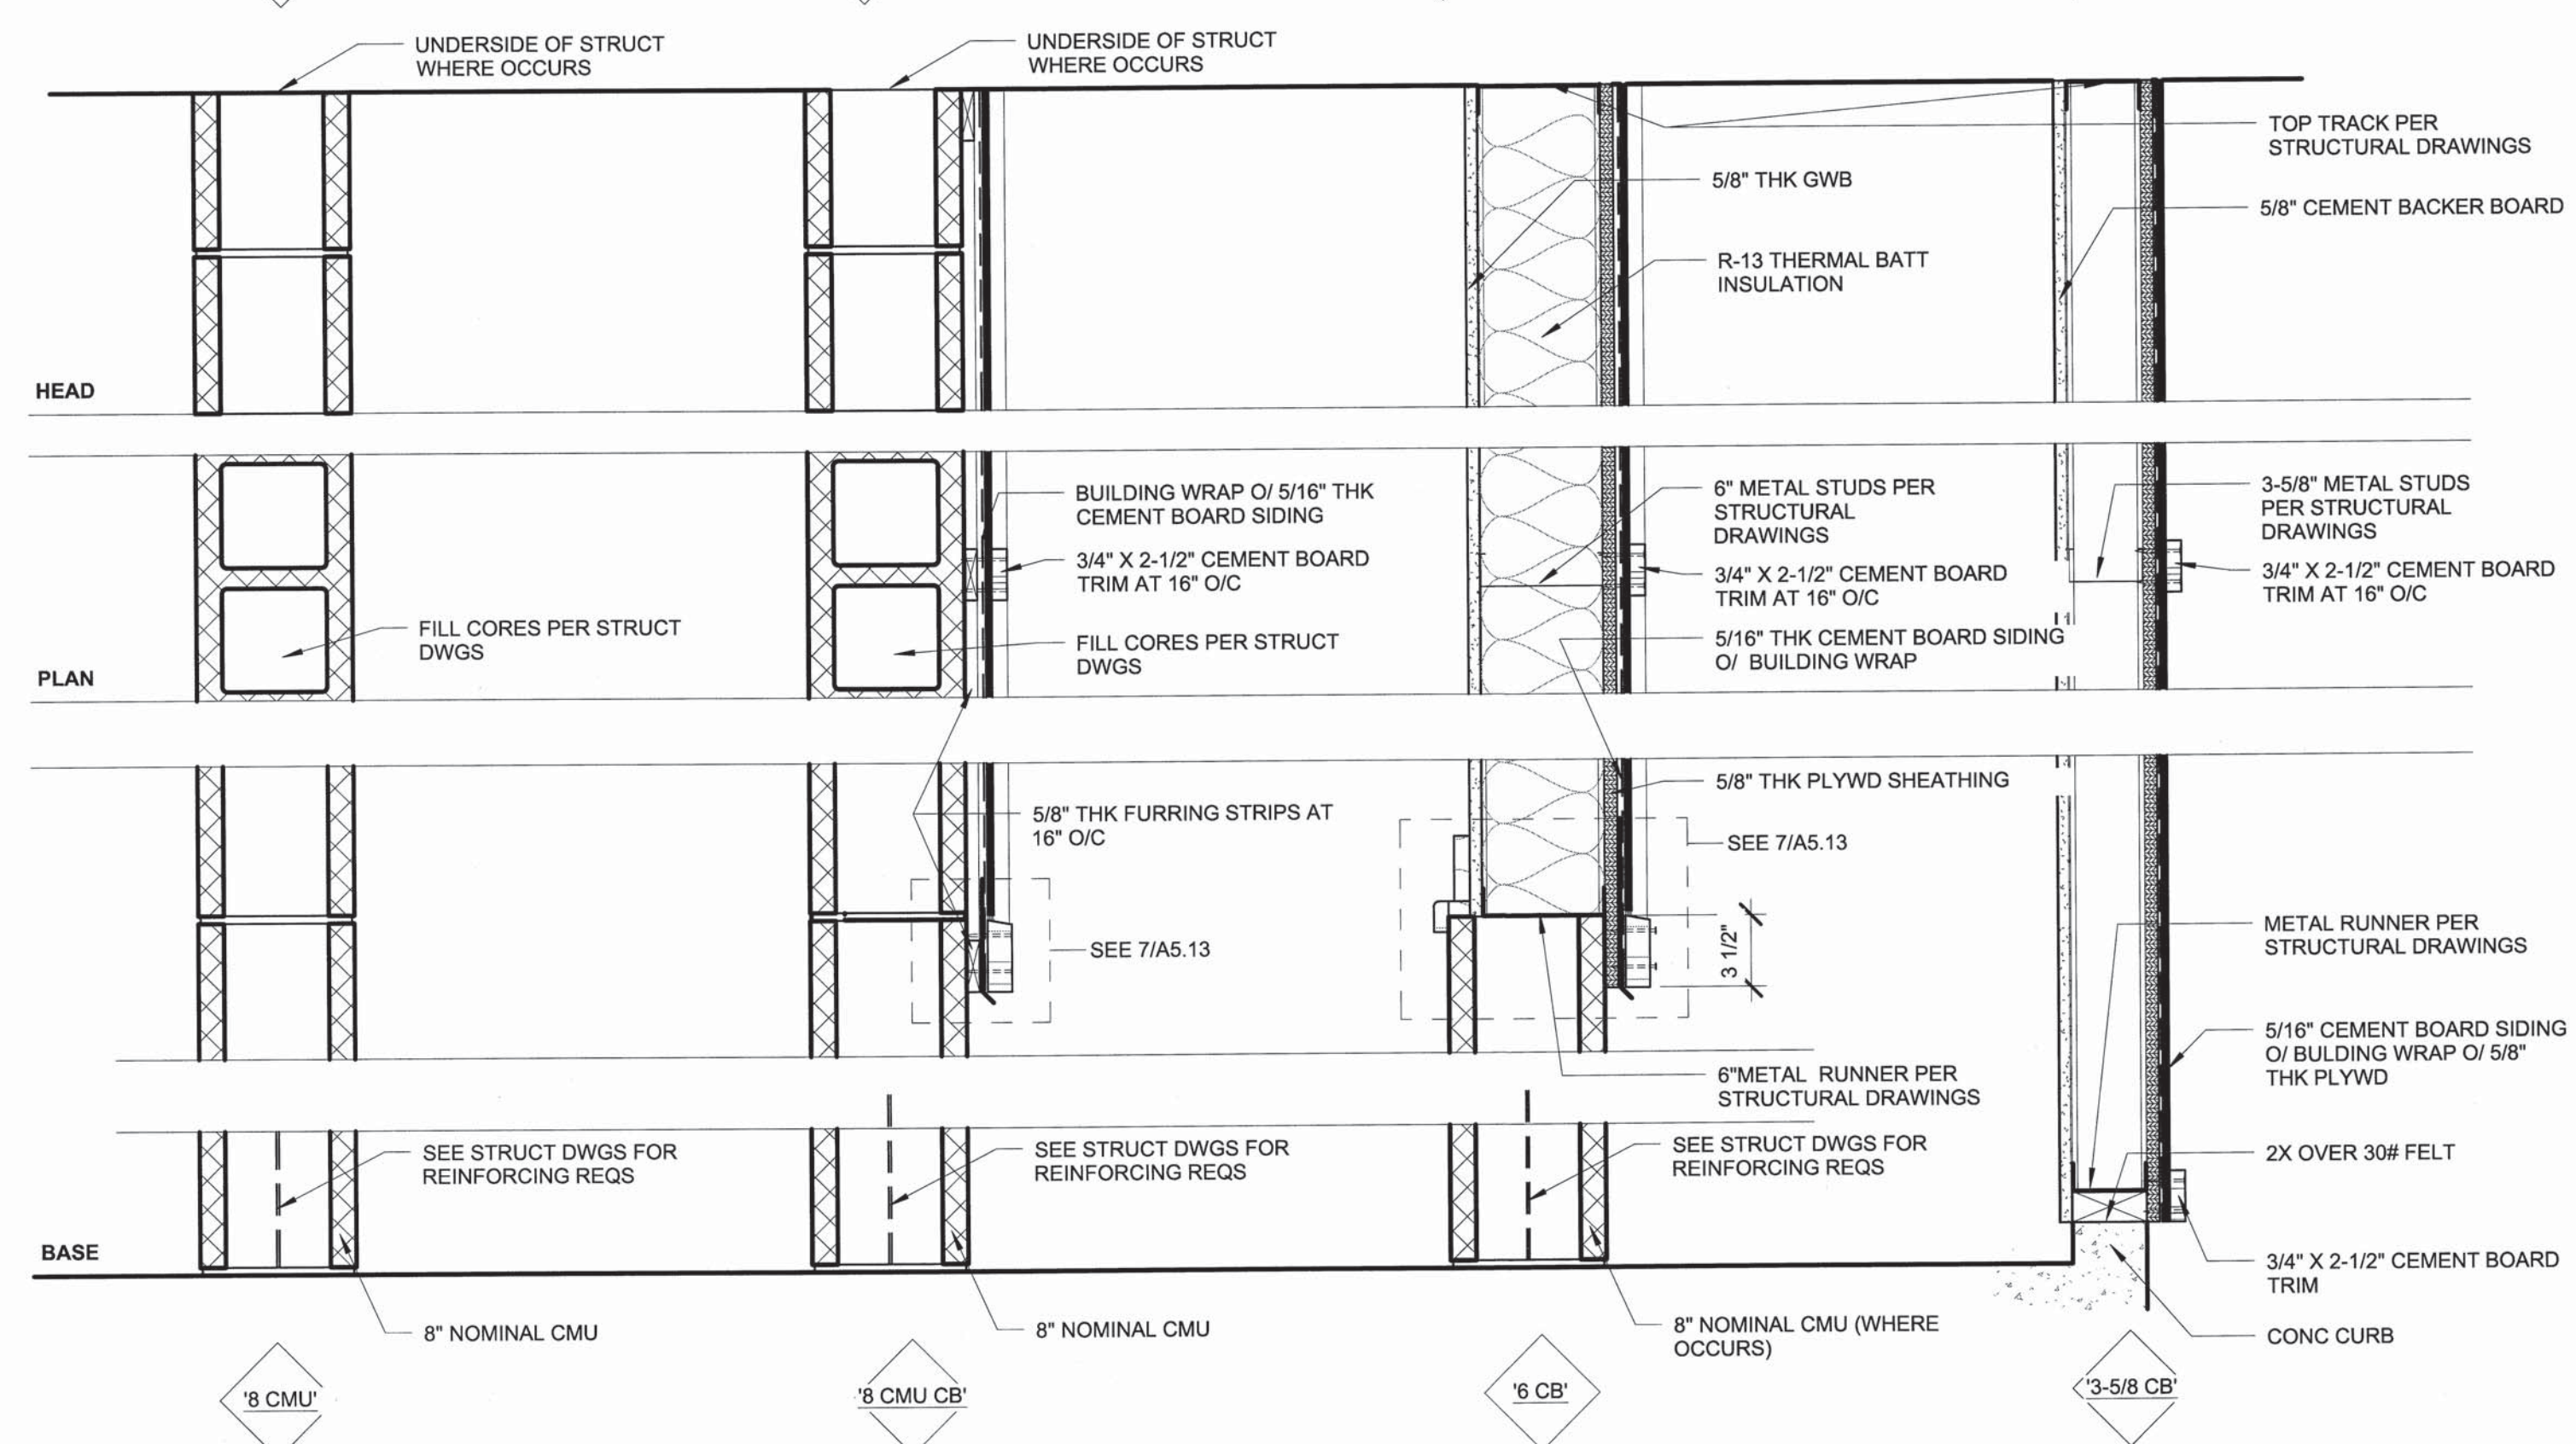 UNDERSIDE OF STRUCT
WHERE OCCURS
UNDERSIDE OF STRUCT
WHERE OCCURS
TOP TRACK PER
STRUCTURAL DRAWINGS
5/8" THK GWB
5/8" CEMENT BACKER BOARD
R-13 THERMAL BATT
INSULATION
HEAD
BUILDING WRAP O/ 5/16" THK
CEMENT BOARD SIDING
6" METAL STUDS PER
STRUCTURAL
DRAWINGS
3-5/8" METAL STUDS
PER STRUCTURAL
DRAWINGS
3/4" X 2-1/2" CEMENT BOARD
TRIM AT 16" O/C
3/4" X 2-1/2" CEMENT BOARD
TRIM AT 16" O/C
3/4" X 2-1/2" CEMENT BOARD
TRIM AT 16" O/C
FILL CORES PER STRUCT
DWGS
FILL CORES PER STRUCT
DWGS
5/16" THK CEMENT BOARD SIDING
O/ BUILDING WRAP
PLAN
5/8" THK FURRING STRIPS AT
16" O/C
5/8" THK PLYWD SHEATHING
SEE 7/A5.13
SEE 7/A5.13
3 1/2"
METAL RUNNER PER
STRUCTURAL DRAWINGS
5/16" CEMENT BOARD SIDING
O/ BULDING WRAP O/ 5/8"
THK PLYWD
6"METAL RUNNER PER
STRUCTURAL DRAWINGS
SEE STRUCT DWGS FOR
REINFORCING REQS
SEE STRUCT DWGS FOR
REINFORCING REQS
SEE STRUCT DWGS FOR
REINFORCING REQS
2X OVER 30# FELT
BASE
3/4" X 2-1/2" CEMENT BOARD
TRIM
8" NOMINAL CMU
8" NOMINAL CMU
8" NOMINAL CMU (WHERE
OCCURS)
CONC CURB
'8 CMU'
'8 CMU CB'
'6 CB'
'3-5/8 CB'